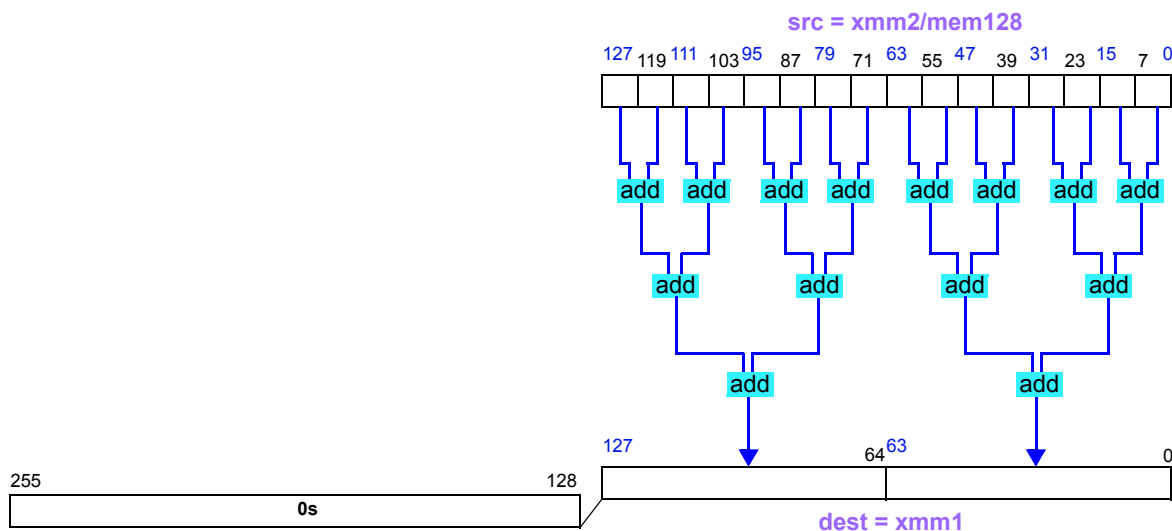 src = xmm2/mem128
127 119 111 103 95 87 79 71 63 55 47 39 31 23 15 7 0
add add add add add add add add
add add add add
add add
127 64 63 0
255 128
0s
dest = xmm1